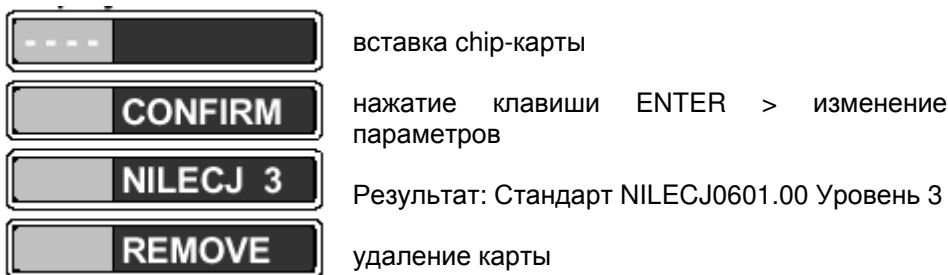 - - - -
вставка chip-карты
CONFIRM
нажатие клавиши ENTER > изменение
параметров
NILECJ 3
Результат: Стандарт NILECJ0601.00 Уровень 3
REMOVE
удаление карты